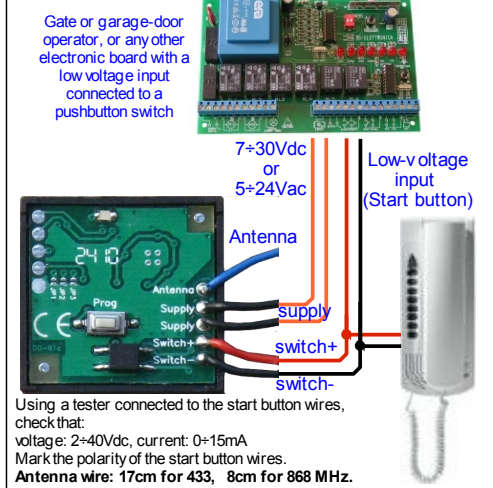 Gate or garage-door
operator, or any other
electronic board with a
low voltage input
connected to a
pushbutton switch
7÷30Vdc
or
5÷24Vac
Low-voltage
input
(Start button)
Antenna
2410
Antenna
Prog
Supply
supply
Supply
Switch+
switch+
CE
Switch-
switch-
Using a tester connected to the start button wires,
check that:
voltage: 2÷40Vdc, current: 0÷15mA
Mark the polarity of the start button wires.
Antenna wire: 17cm for 433, 8cm for 868 MHz.